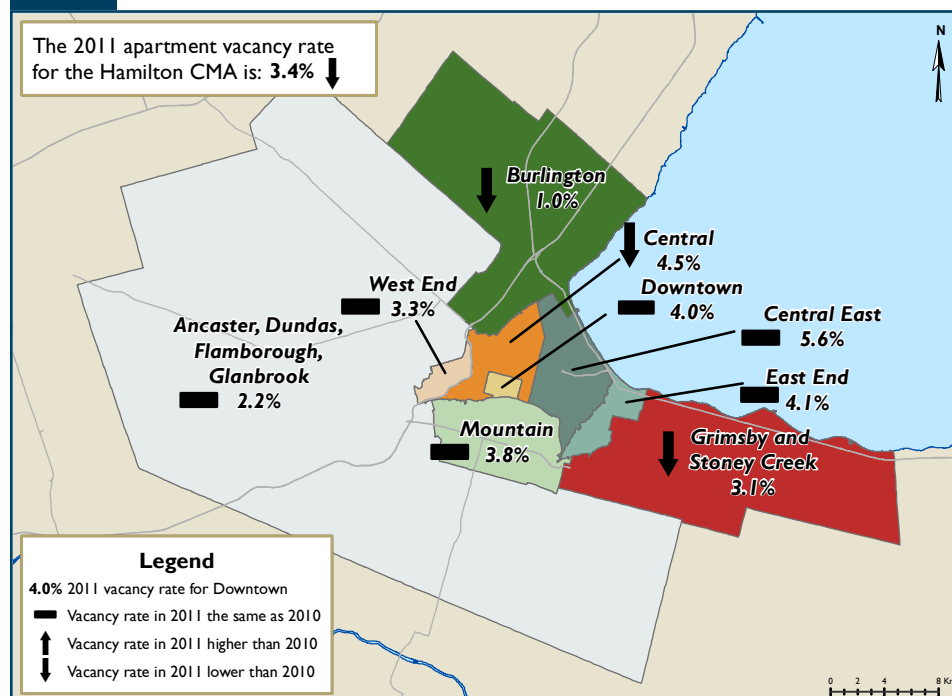 The 2011 apartment vacancy rate
for the Hamilton CMA is: 3.4%
N
Burlington
1.0%
Central
4.5%
West End
3.3%
Downtown
4.0%
Central East
5.6%
Ancaster, Dundas,
Flamborough,
Glanbrook
2.2%
East End
4.1%
Mountain
3.8%
Grimsby and
Stoney Creek
3.1%
Legend
4.0% 2011 vacancy rate for Downtown
Vacancy rate in 2011 the same as 2010
Vacancy rate in 2011 higher than 2010
Vacancy rate in 2011 lower than 2010
0 2 4 6 8